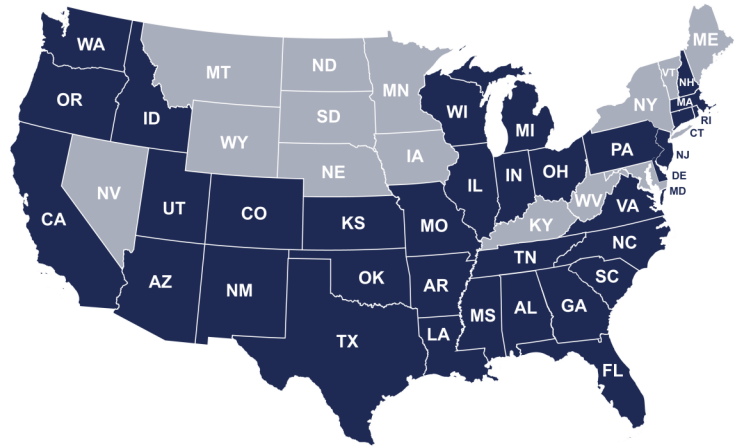 WA
MT
ND
MN
ME
VT
NH
OR
ID
SD
WI
MI
NY
MA
RI
CT
WY
IA
NE
PA
NJ
NV
UT
CO
IL
IN
OH
DE
MD
WV
VA
CA
KS
MO
KY
NC
TN
AZ
NM
OK
AR
SC
MS
AL
GA
TX
LA
FL